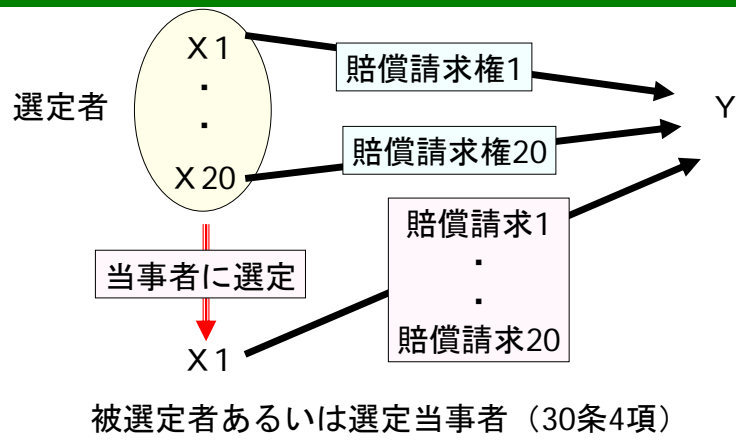 X1
・
・
X20
選定者
賠償請求権1
賠償請求権20
Y
当事者に選定
X1
賠償請求1
・
・
賠償請求20
被選定者あるいは選定当事者（30条4項）